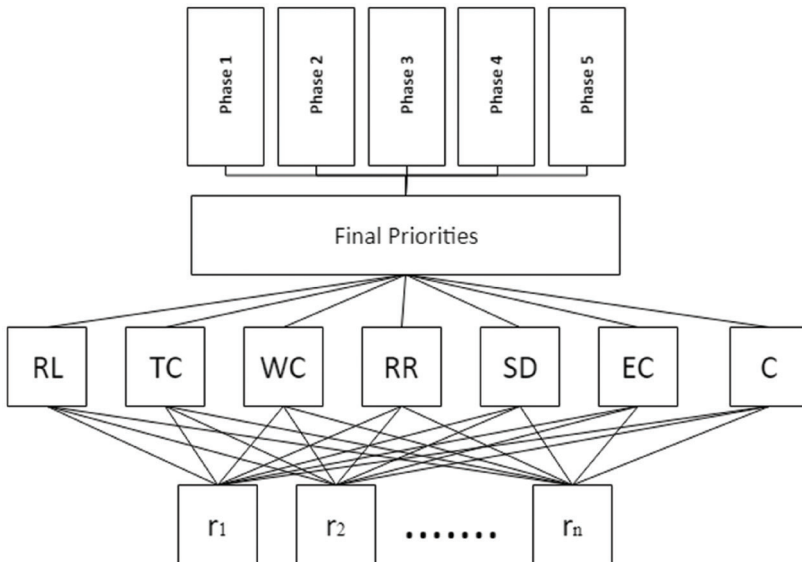 Phase 1
Phase 2
Phase 3
Phase 4
Phase 5
Final Priorities
RL TC WC RR SD EC C
r1 r2 ....... rn